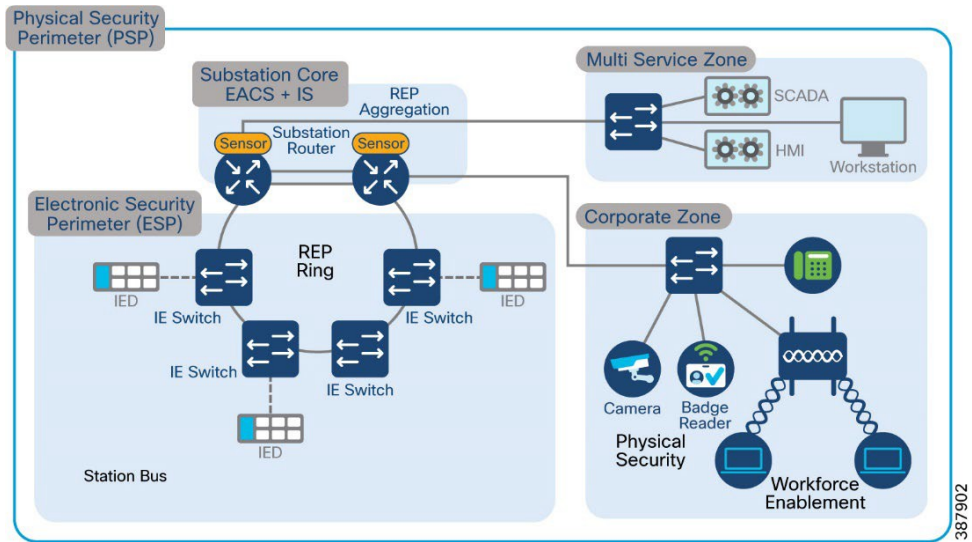 Physical Security
Perimeter (PSP)
Substation Core
EACS + IS
REP
Aggregation
Substation
Router
Sensor
Sensor
Multi Service Zone
SCADA
HMI
Workstation
Electronic Security
Perimeter (ESP)
REP
Ring
IED
IE Switch
IE Switch
IED
IE Switch
IE Switch
IED
Station Bus
Corporate Zone
Camera
Badge
Reader
Physical
Security
Workforce
Enablement
387902